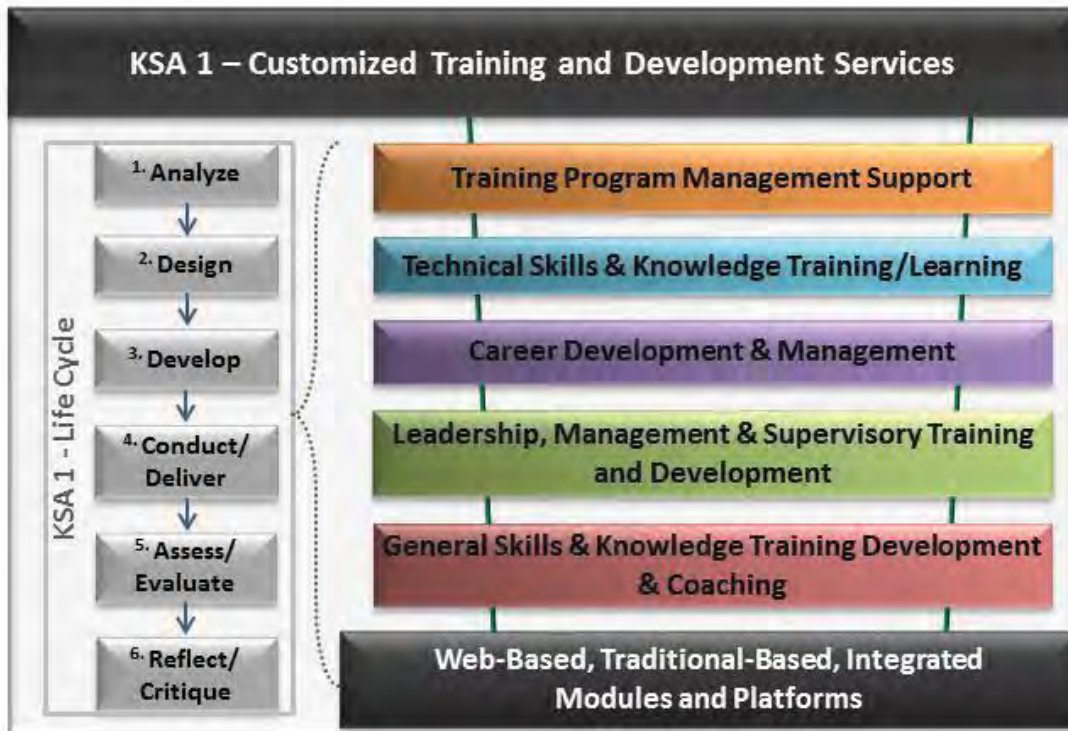 KSA 1 – Customized Training and Development Services
KSA 1 - Life Cycle
1. Analyze
2. Design
3. Develop
4. Conduct/
Deliver
5. Assess/
Evaluate
6. Reflect/
Critique
Training Program Management Support
Technical Skills & Knowledge Training/Learning
Career Development & Management
Leadership, Management & Supervisory Training
and Development
General Skills & Knowledge Training Development
& Coaching
Web-Based, Traditional-Based, Integrated
Modules and Platforms